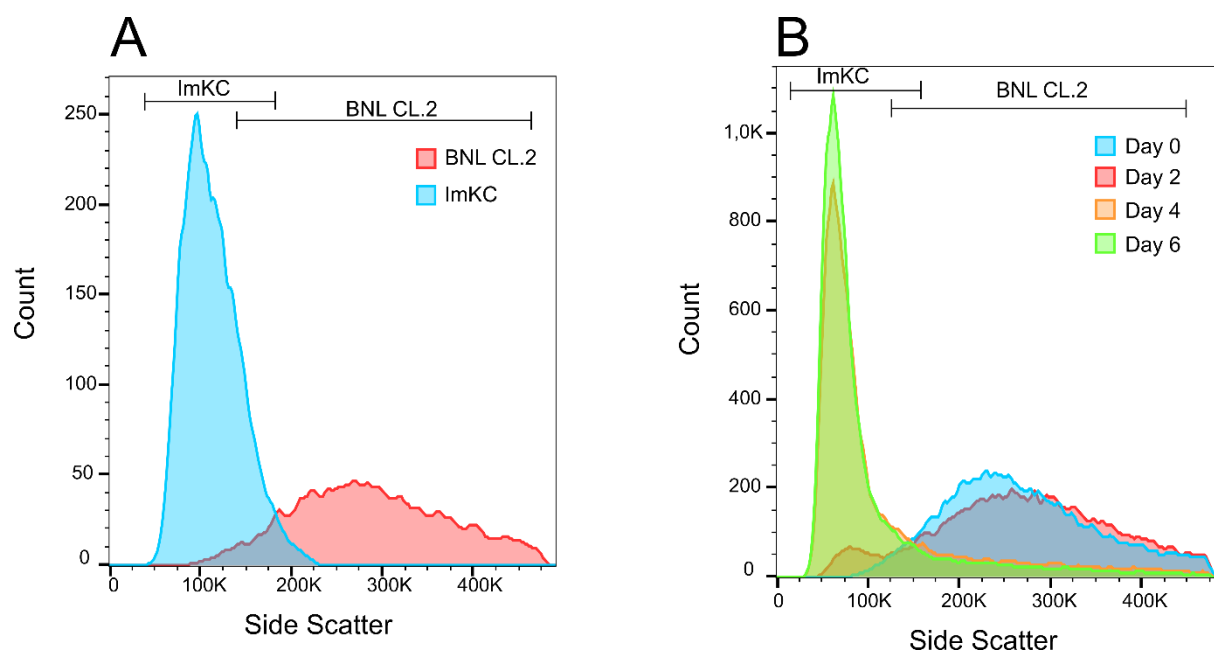 A
ImKC
BNL CL.2
BNL CL.2
ImKC
250
200
150
100
50
0
Count
0 100K 200K 300K 400K
Side Scatter
B
ImKC
BNL CL.2
Day 0
Day 2
Day 4
Day 6
1,0K
800
600
400
200
0
Count
0 100K 200K 300K 400K
Side Scatter